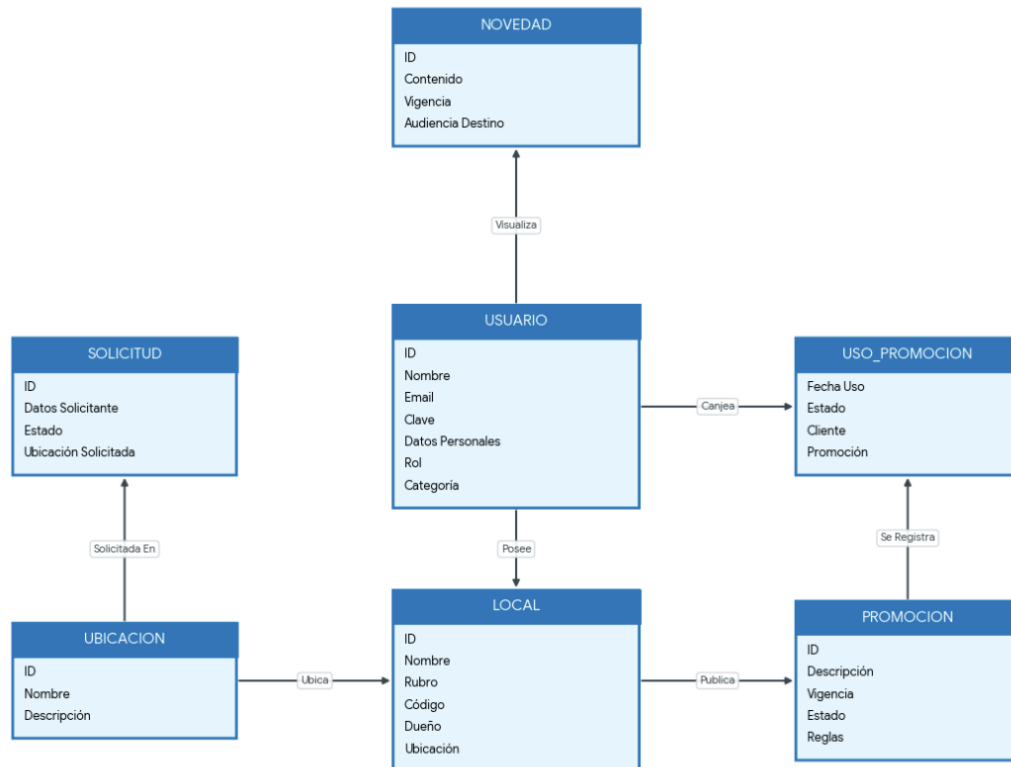 NOVEDAD
ID
Contenido
Vigencia
Audiencia Destino
Visualiza
USUARIO
ID
Nombre
Email
Clave
Datos Personales
Rol
Categoría
SOLICITUD
ID
Datos Solicitante
Estado
Ubicación Solicitada
USO_PROMOCION
Fecha Uso
Estado
Cliente
Promoción
Canjea
Solicitada En
Posee
Se Registra
UBICACION
ID
Nombre
Descripción
Ubica
LOCAL
ID
Nombre
Rubro
Código
Dueño
Ubicación
Publica
PROMOCION
ID
Descripción
Vigencia
Estado
Reglas